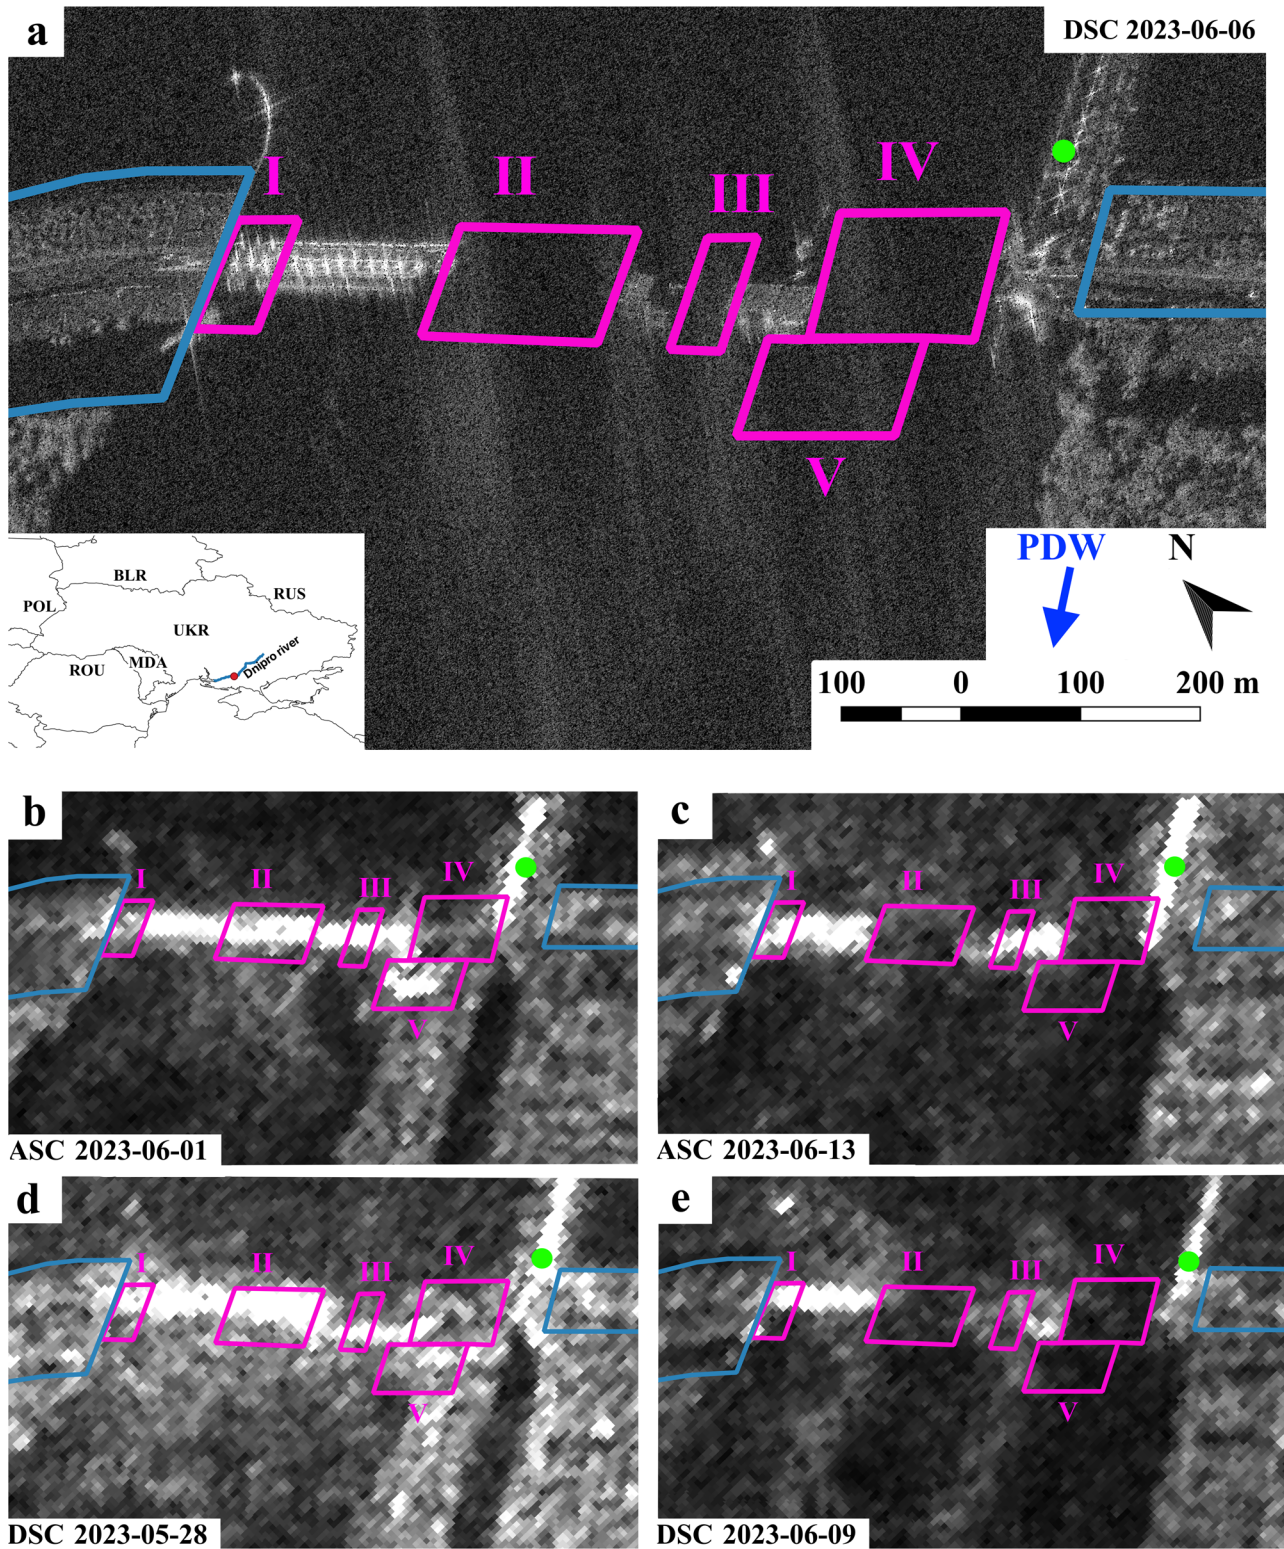 a
DSC 2023-06-06
I
II
III
IV
V
BLR
POL
RUS
UKR
ROU
MDA
Dnipro river
PDW
N
100 0 100 200 m
b
I
II
III
IV
V
ASC 2023-06-01
c
I
II
III
IV
V
ASC 2023-06-13
d
I
II
III
IV
V
DSC 2023-05-28
e
I
II
III
IV
V
DSC 2023-06-09